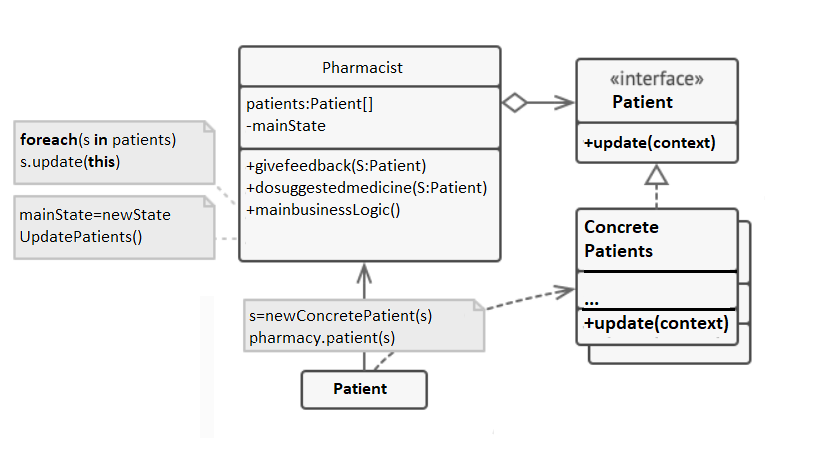 Pharmacist
patients:Patient[]
-mainState
+givefeedback(S:Patient)
+dosuggestedmedicine(S:Patient)
+mainbusinessLogic()
«interface»
Patient
+update(context)
foreach(s in patients)
s.update(this)
mainState=newState
UpdatePatients()
Concrete
Patients
...
+update(context)
s=newConcretePatient(s)
pharmacy.patient(s)
Patient